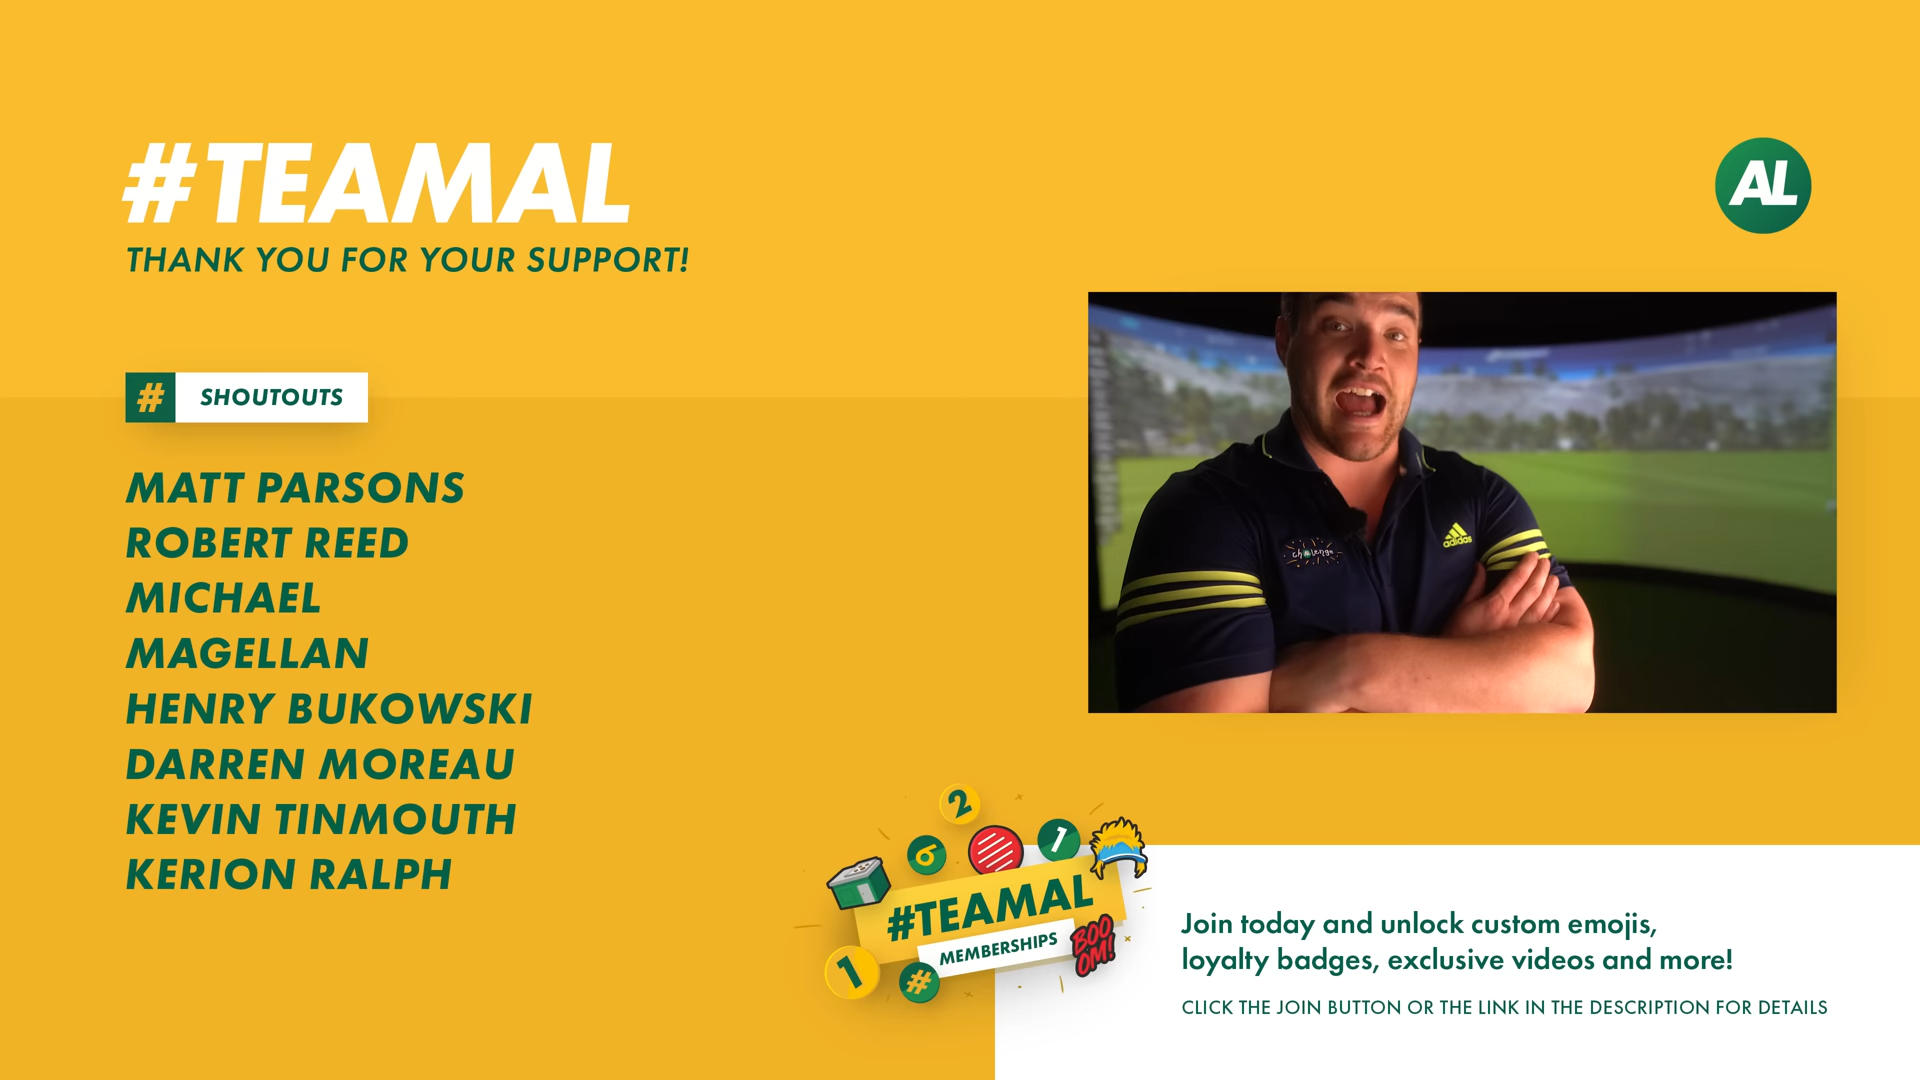 #TEAMAL
THANK YOU FOR YOUR SUPPORT!
AL
# SHOUTOUTS
MATT PARSONS
ROBERT REED
MICHAEL
MAGELLAN
HENRY BUKOWSKI
DARREN MOREAU
KEVIN TINMOUTH
KERION RALPH
adidas
2
6
1
#TEAMAL
MEMBERSHIPS
BOO
OM!
1
#
Join today and unlock custom emojis,
loyalty badges, exclusive videos and more!
CLICK THE JOIN BUTTON OR THE LINK IN THE DESCRIPTION FOR DETAILS